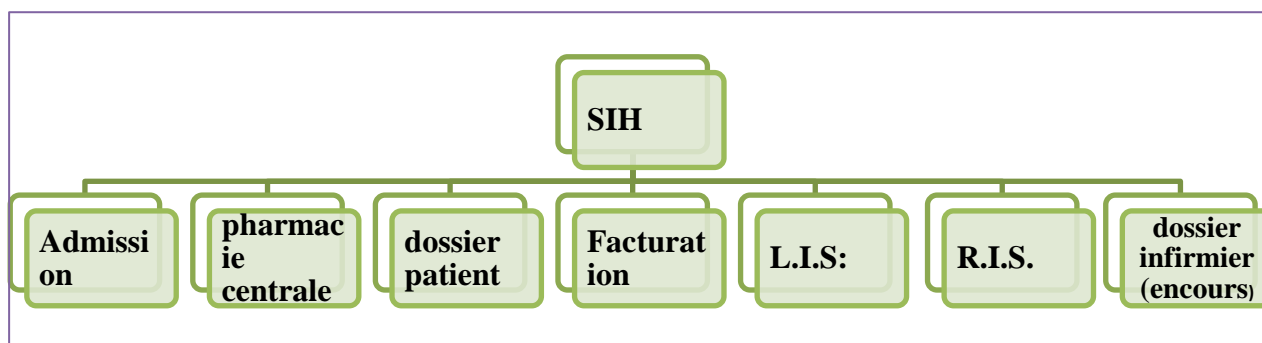 SIH
Admissi
on
pharmac
ie
centrale
dossier
patient
Facturat
ion
L.I.S:
R.I.S.
dossier
infirmier
(encours)